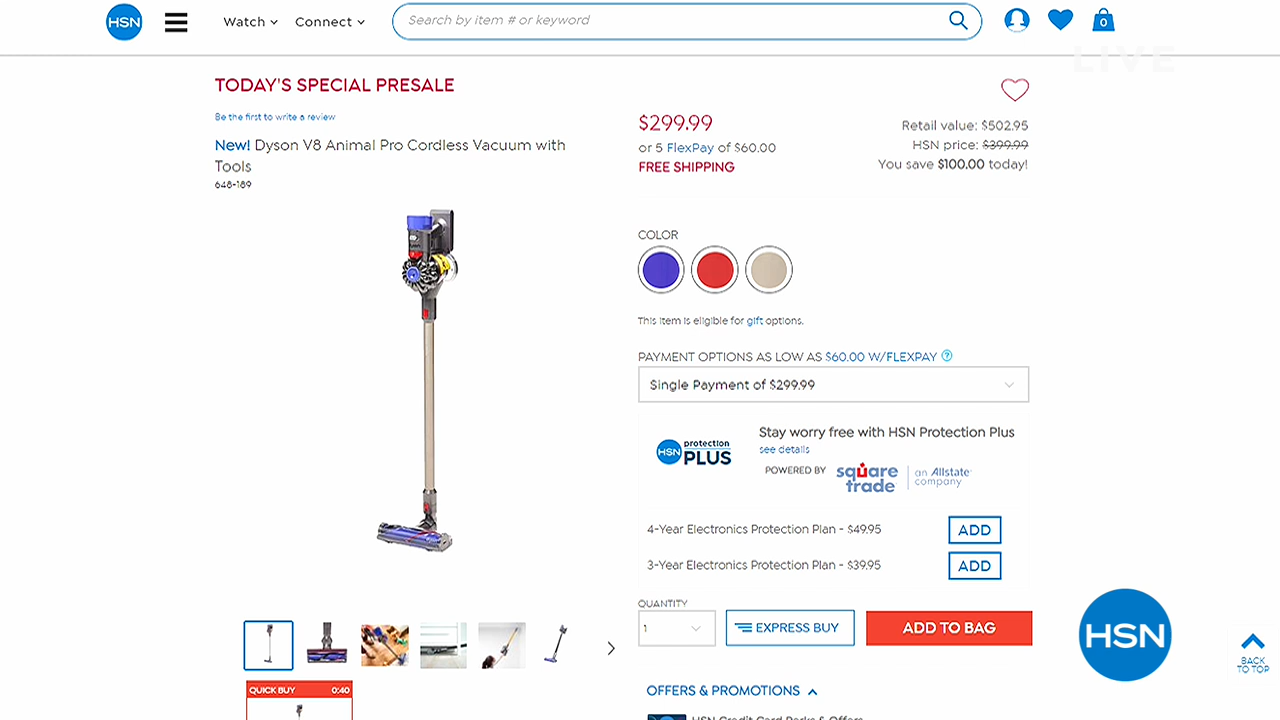 HSN
Watch
Connect
Search by item # or keyword
0
LIVE
TODAY'S SPECIAL PRESALE
Be the first to write a review
New! Dyson V8 Animal Pro Cordless Vacuum with
Tools
648-189
$299.99
or 5 FlexPay of $60.00
FREE SHIPPING
Retail value: $502.95
HSN price: $399.99
You save $100.00 today!
COLOR
This item is eligible for gift options.
PAYMENT OPTIONS AS LOW AS $60.00 W/FLEXPAY ?
Single Payment of $299.99
HSN protection PLUS
Stay worry free with HSN Protection Plus
see details
POWERED BY square trade an Allstate company
4-Year Electronics Protection Plan - $49.95 ADD
3-Year Electronics Protection Plan - $39.95 ADD
QUANTITY
1
EXPRESS BUY
ADD TO BAG
HSN
BACK
TO TOP
QUICK BUY 0:40
OFFERS & PROMOTIONS
HSN Credit Card Perks & Offers